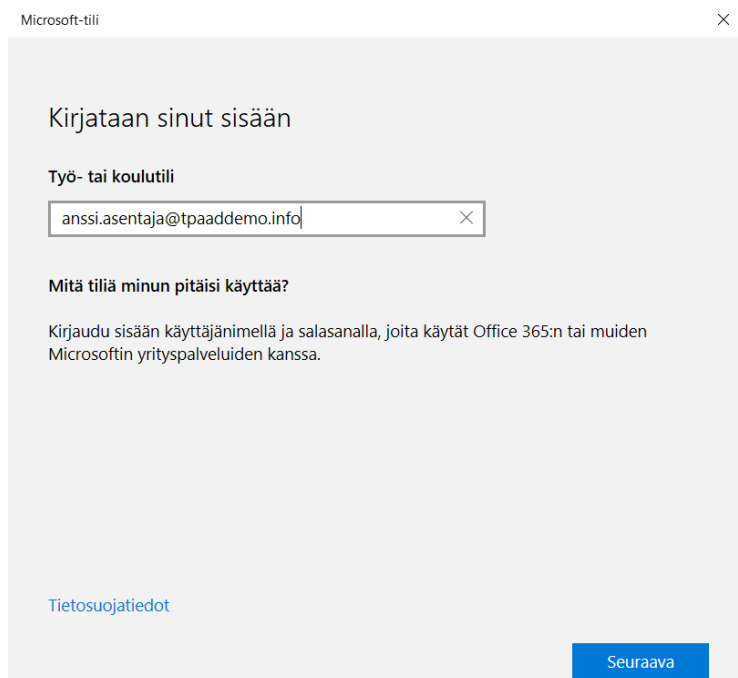 Microsoft-tili
Kirjataan sinut sisään
Työ- tai koulutili
anssi.asentaja@tpaaddemo.info
Mitä tiliä minun pitäisi käyttää?
Kirjaudu sisään käyttäjänimellä ja salasanalla, joita käytät Office 365:n tai muiden
Microsoftin yrityspalveluiden kanssa.
Tietosuojatiedot
Seuraava